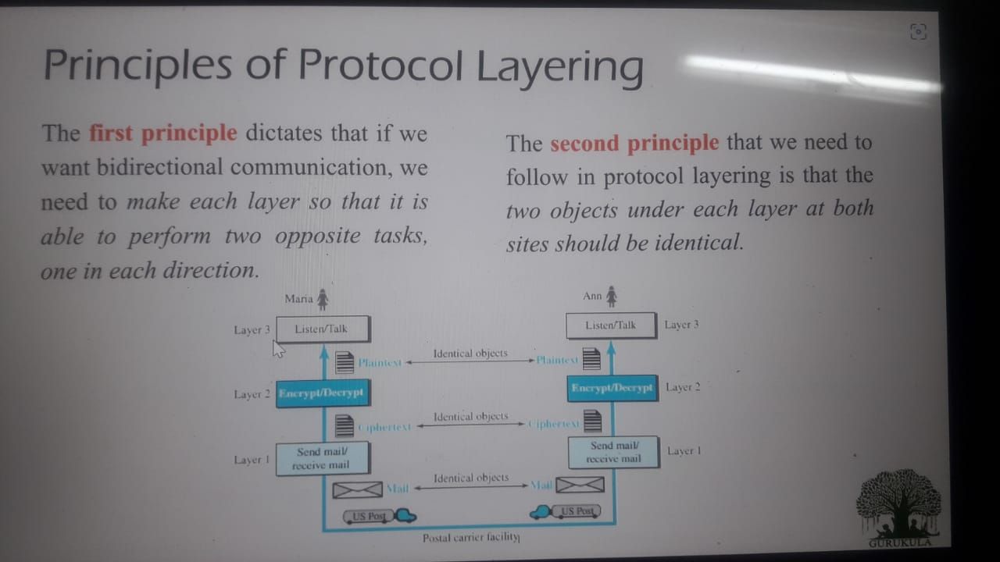 Principles of Protocol Layering
The first principle dictates that if we
want bidirectional communication, we
need to make each layer so that it is
able to perform two opposite tasks,
one in each direction.
The second principle that we need to
follow in protocol layering is that the
two objects under each layer at both
sites should be identical.
Maria
Ann
Layer 3
Listen/Talk
Listen/Talk
Layer 3
Plaintext
Identical objects
Plaintext
Layer 2
Encrypt/Decrypt
Encrypt/Decrypt
Layer 2
Ciphertext
Identical objects
Ciphertext
Layer 1
Send mail/
receive mail
Send mail/
receive mail
Layer 1
Mail
Identical objects
Mail
US Post
US Post
Postal carrier facility
GURUKULA